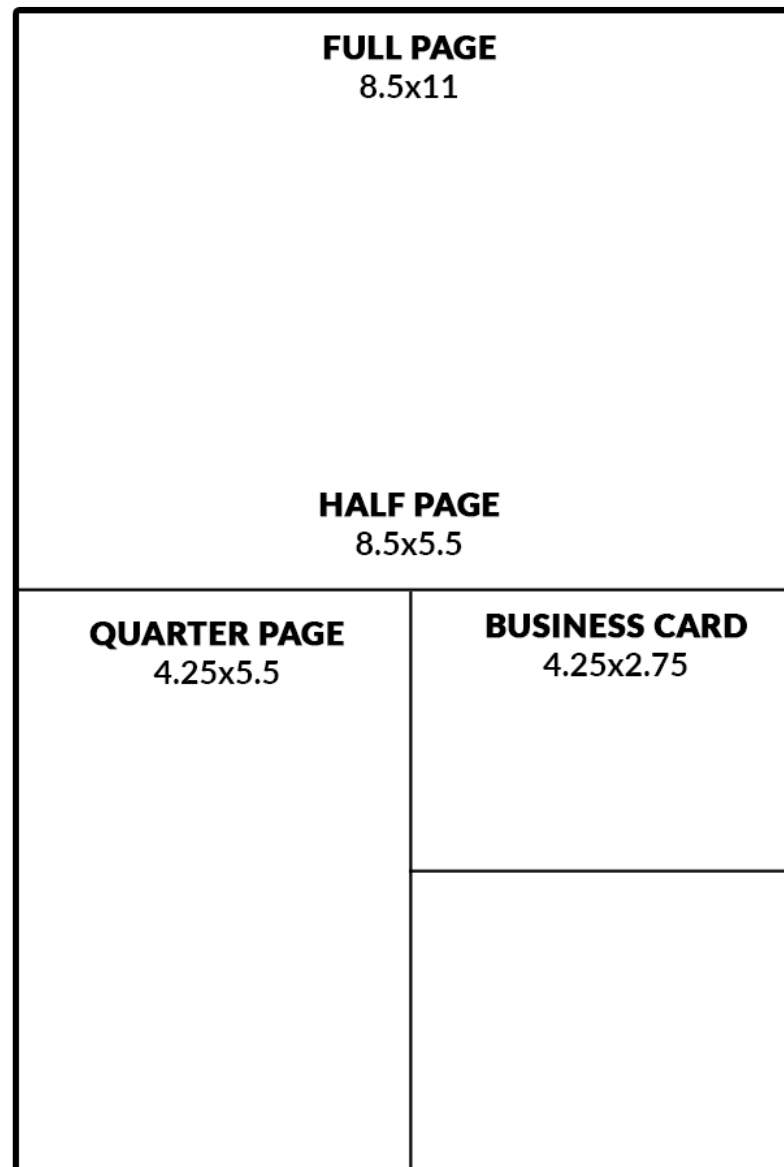 FULL PAGE
8.5x11
HALF PAGE
8.5x5.5
QUARTER PAGE
4.25x5.5
BUSINESS CARD
4.25x2.75